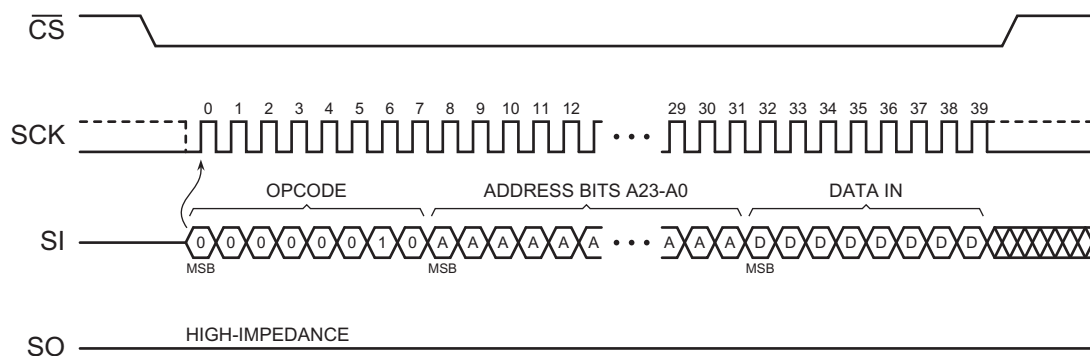 CS
0 1 2 3 4 5 6 7 8 9 10 11 12 29 30 31 32 33 34 35 36 37 38 39
SCK
OPCODE ADDRESS BITS A23-A0 DATA IN
SI 0 0 0 0 0 0 1 0 A A A A A A A A A D D D D D D D D
MSB MSB MSB
HIGH-IMPEDANCE
SO